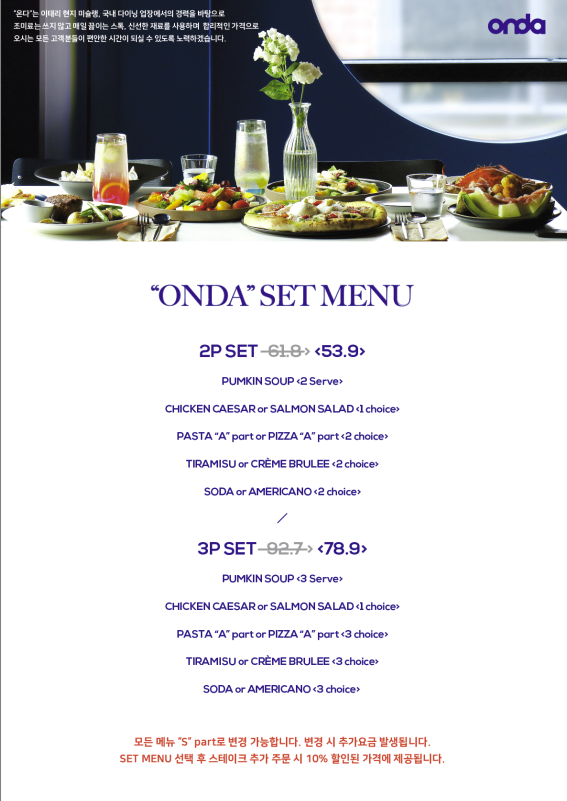 "온다"는 이태리 현지 미슐랭, 국내 다이닝 업장에서의 경력을 바탕으로
조미료는 쓰지 않고 매일 끓이는 스톡, 신선한 재료를 사용하며 합리적인 가격으로
오시는 모든 고객분들이 편안한 시간이 되실 수 있도록 노력하겠습니다.
onda
"ONDA" SET MENU
2P SET 61.8> <53.9>
PUMKIN SOUP <2 Serve>
CHICKEN CAESAR or SALMON SALAD <1 choice>
PASTA "A" part or PIZZA "A" part <2 choice>
TIRAMISU or CRÈME BRULEE <2 choice>
SODA or AMERICANO <2 choice>
/
3P SET 92.7> <78.9>
PUMKIN SOUP <3 Serve>
CHICKEN CAESAR or SALMON SALAD <1 choice>
PASTA "A" part or PIZZA "A" part <3 choice>
TIRAMISU or CRÈME BRULEE <3 choice>
SODA or AMERICANO <3 choice>
모든 메뉴 "S" part로 변경 가능합니다. 변경 시 추가요금 발생됩니다.
SET MENU 선택 후 스테이크 추가 주문 시 10% 할인된 가격에 제공됩니다.